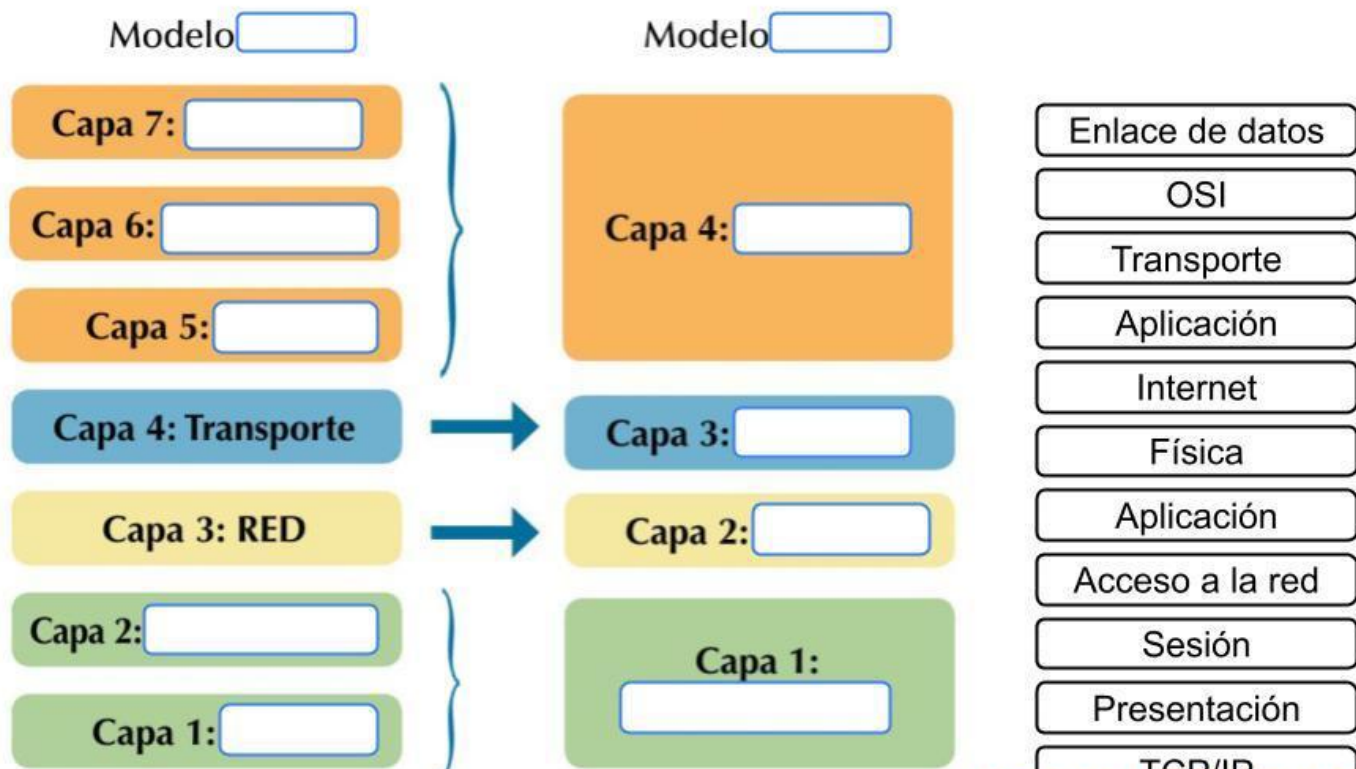 Modelo
Modelo
Capa 7:
Capa 6:
Capa 5:
Capa 4: Transporte
Capa 3: RED
Capa 2:
Capa 1:
Capa 4:
Capa 3:
Capa 2:
Capa 1:
Enlace de datos
OSI
Transporte
Aplicación
Internet
Física
Aplicación
Acceso a la red
Sesión
Presentación
TCP/IP